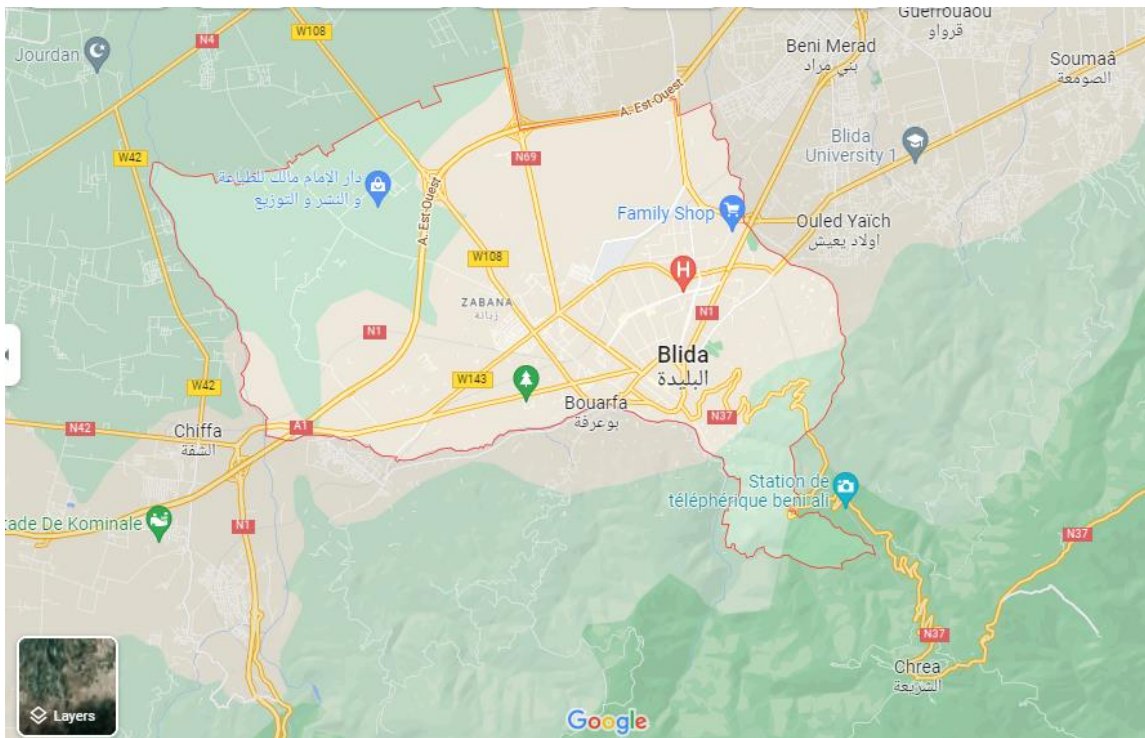 Guerrouaou
قرواو
Jourdan
N4
W108
Beni Merad
بني مراد
Soumaâ
الصومعة
A. Est-Ouest
W42
N69
Blida
University 1
دار الإمام مالك للطباعة
و النشر و التوزيع
A. Est-Ouest
Family Shop
Ouled Yaïch
اولاد يعيش
W108
H
ZABANA
زبانة
N1
N1
Blida
البليدة
W42
W143
Bouarfa
بوعرفة
N37
N42
Chiffa
الشفة
A1
Station de
téléphérique beni ali
tade De Kominale
N1
N37
N37
Chrea
الشريعة
Layers
Google